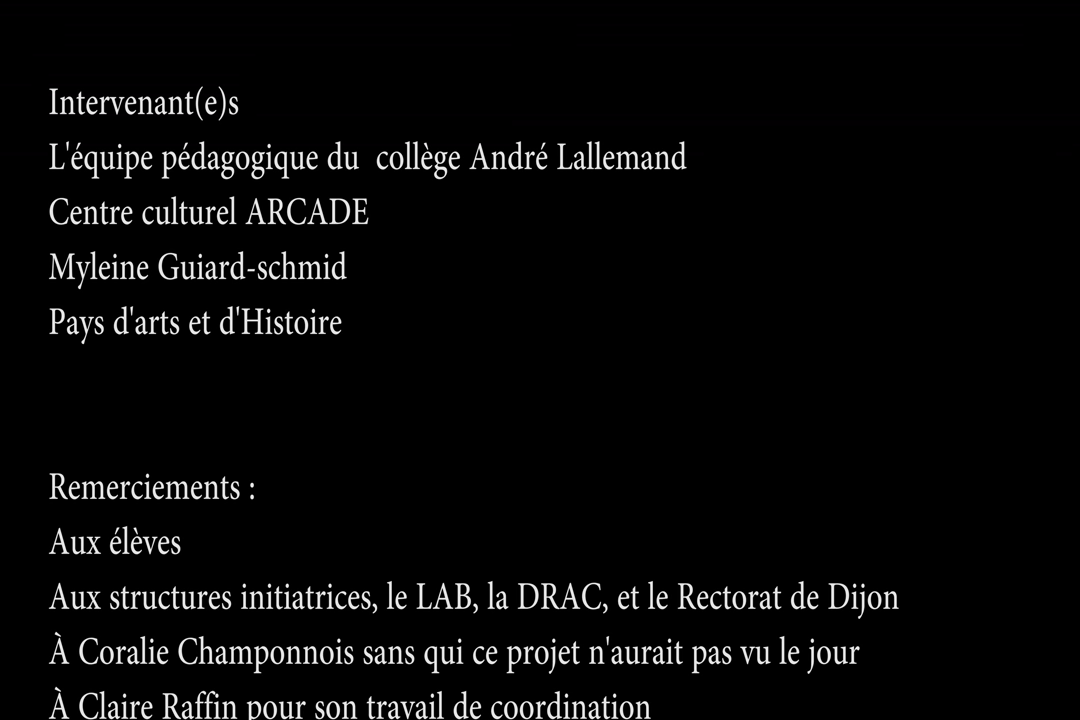 Intervenant(e)s
L'équipe pédagogique du  collège André Lallemand
Centre culturel ARCADE
Myleine Guiard-schmid
Pays d'arts et d'Histoire
Remerciements :
Aux élèves
Aux structures initiatrices, le LAB, la DRAC, et le Rectorat de Dijon
À Coralie Champonnois sans qui ce projet n'aurait pas vu le jour
À Claire Raffin pour son travail de coordination